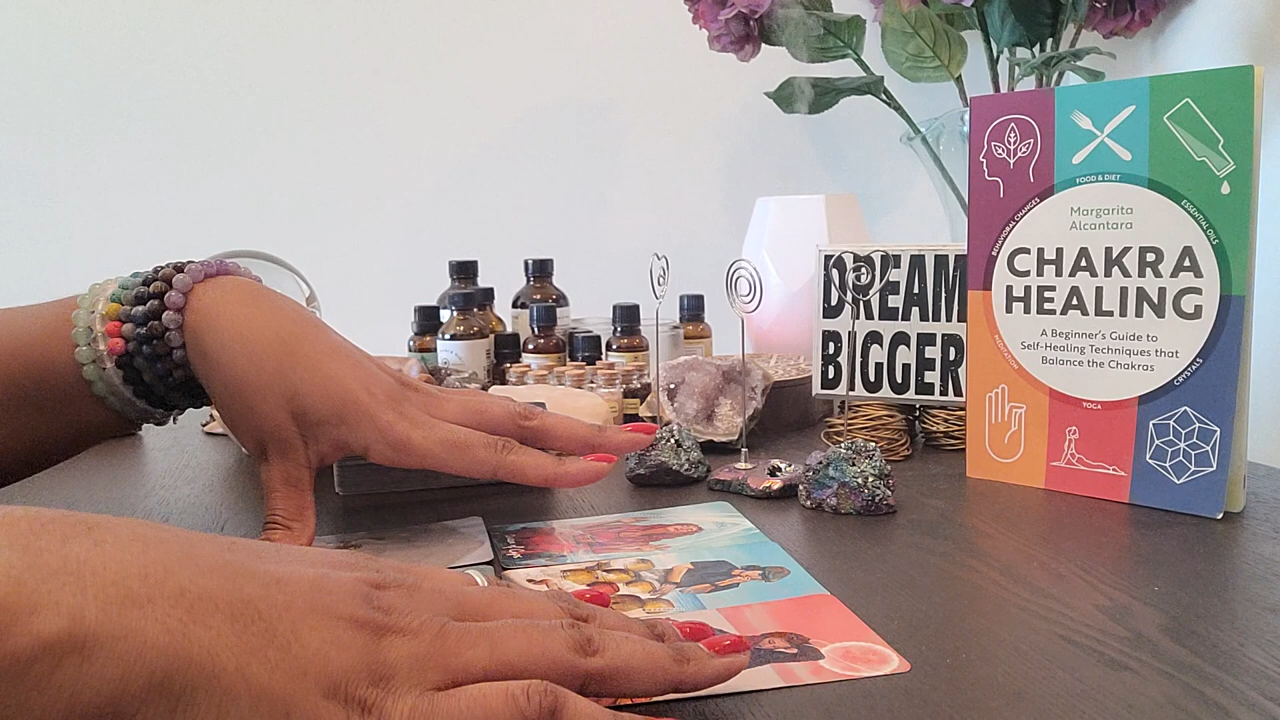 DREAM
BIGGER
FOOD & DIET
BEHAVIORAL CHANGES
ESSENTIAL OILS
Margarita
Alcantara
CHAKRA
HEALING
A Beginner's Guide to
Self-Healing Techniques that
Balance the Chakras
MEDITATION
CRYSTALS
YOGA